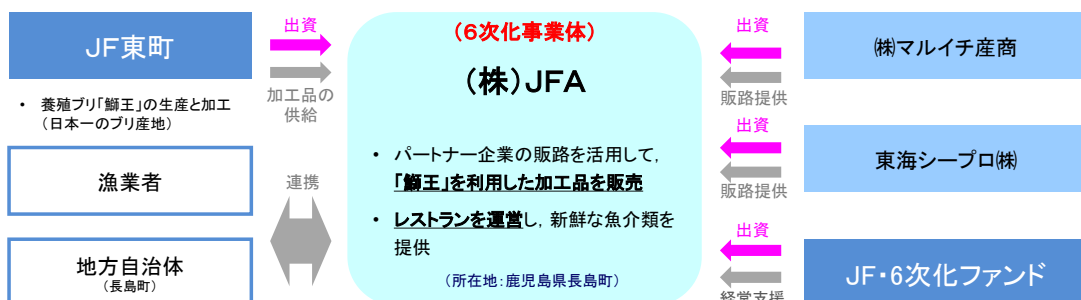 JF東町
出資
加工品の
供給
• 養殖ブリ「鰤王」の生産と加工
（日本一のブリ産地）
漁業者
連携
地方自治体
（長島町）
（６次化事業体）
（株）JFA
• パートナー企業の販路を活用して，
「鰤王」を利用した加工品を販売
• レストランを運営し，新鮮な魚介類を
提供
（所在地：鹿児島県長島町）
出資
販路提供
㈱マルイチ産商
出資
販路提供
東海シープロ㈱
出資
経営支援
JF・6次化ファンド